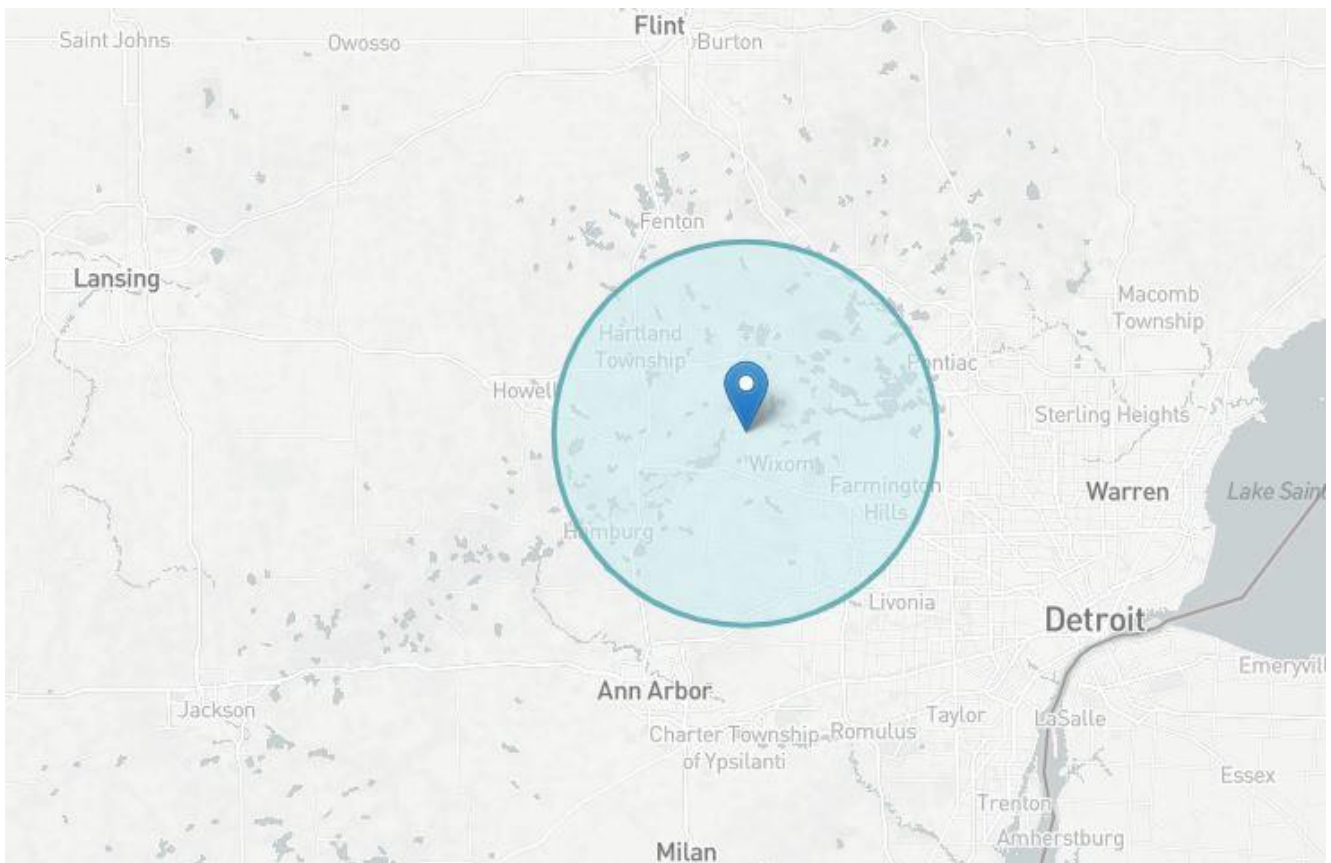 Flint
Saint Johns
Owosso
Burton
Fenton
Lansing
Macomb
Township
Hartland
Township
Pontiac
Howell
Sterling Heights
Wixom
Farmington
Hills
Warren
Lake Saint
Hamburg
Livonia
Detroit
Emeryvill
Ann Arbor
Jackson
Taylor
LaSalle
Charter Township
of Ypsilanti
Romulus
Essex
Trenton
Amherstburg
Milan